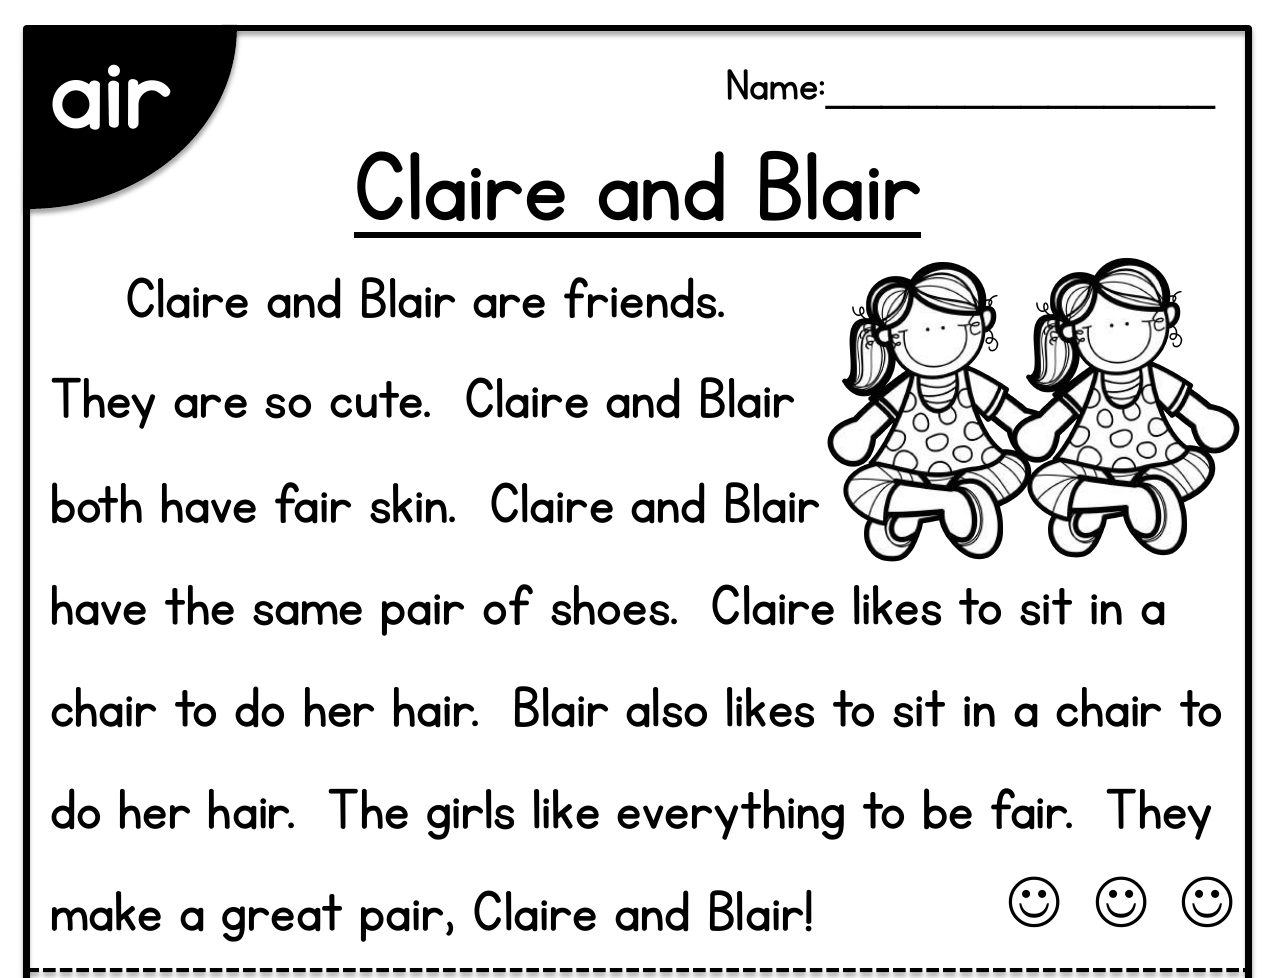 air
Name:
Claire and Blair
Claire and Blair are friends.
They are so cute. Claire and Blair
both have fair skin. Claire and Blair
have the same pair of shoes. Claire likes to sit in a
chair to do her hair. Blair also likes to sit in a chair to
do her hair. The girls like everything to be fair. They
make a great pair, Claire and Blair!